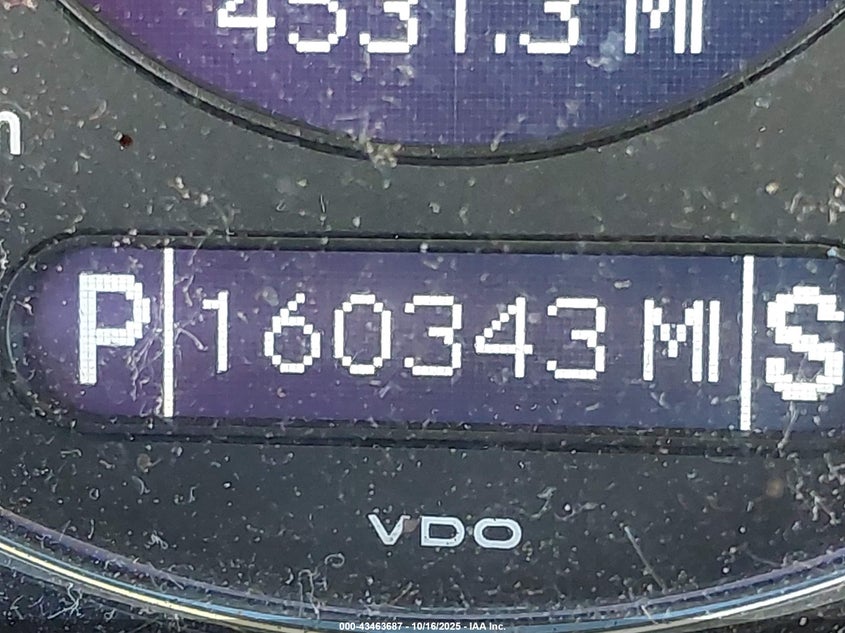 4531.3 MI
P 160343 MI S
VDO
000-43463687 - 10/16/2025 - IAA Inc.